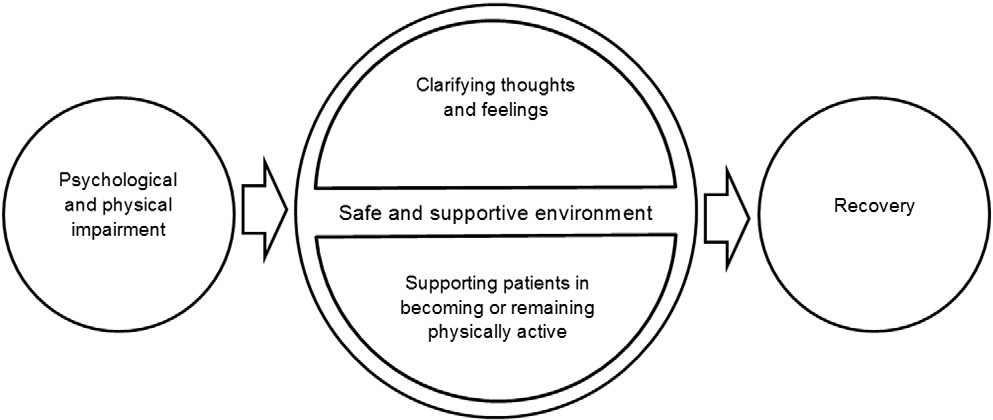 Psychological
and physical
impairment
Clarifying thoughts
and feelings
Safe and supportive environment
Supporting patients in
becoming or remaining
physically active
Recovery